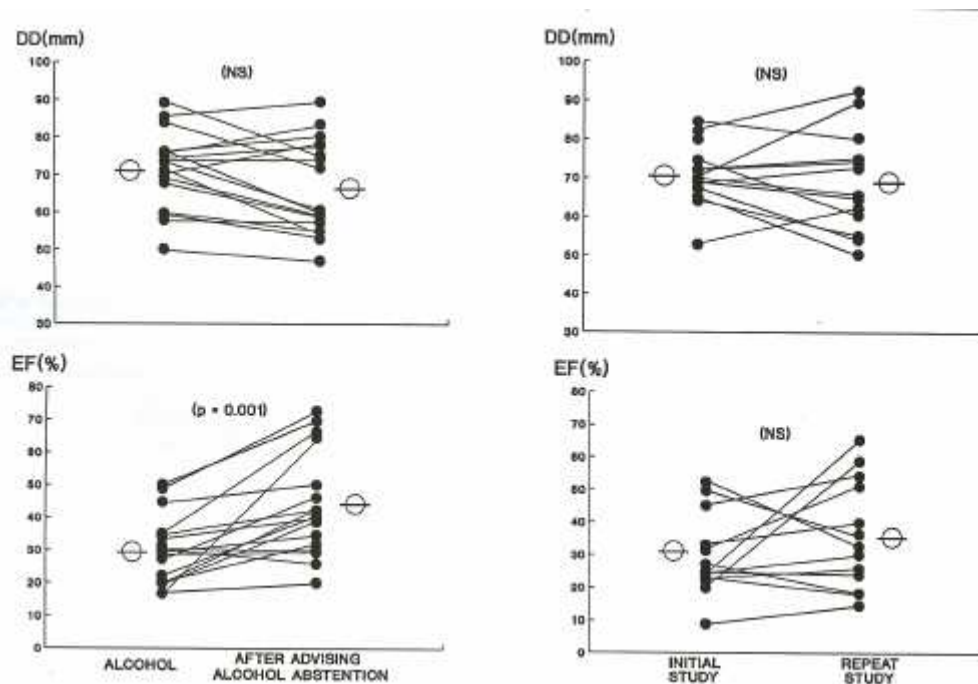 DD(mm)
(NS)
100
90
80
70
60
50
40
30
DD(mm)
(NS)
100
90
80
70
60
50
40
30
EF(%)
(p = 0.001)
80
70
60
50
40
30
20
10
0
ALCOHOL
AFTER ADVISING
ALCOHOL ABSTENTION
EF(%)
(NS)
80
70
60
50
40
30
20
10
0
INITIAL
STUDY
REPEAT
STUDY